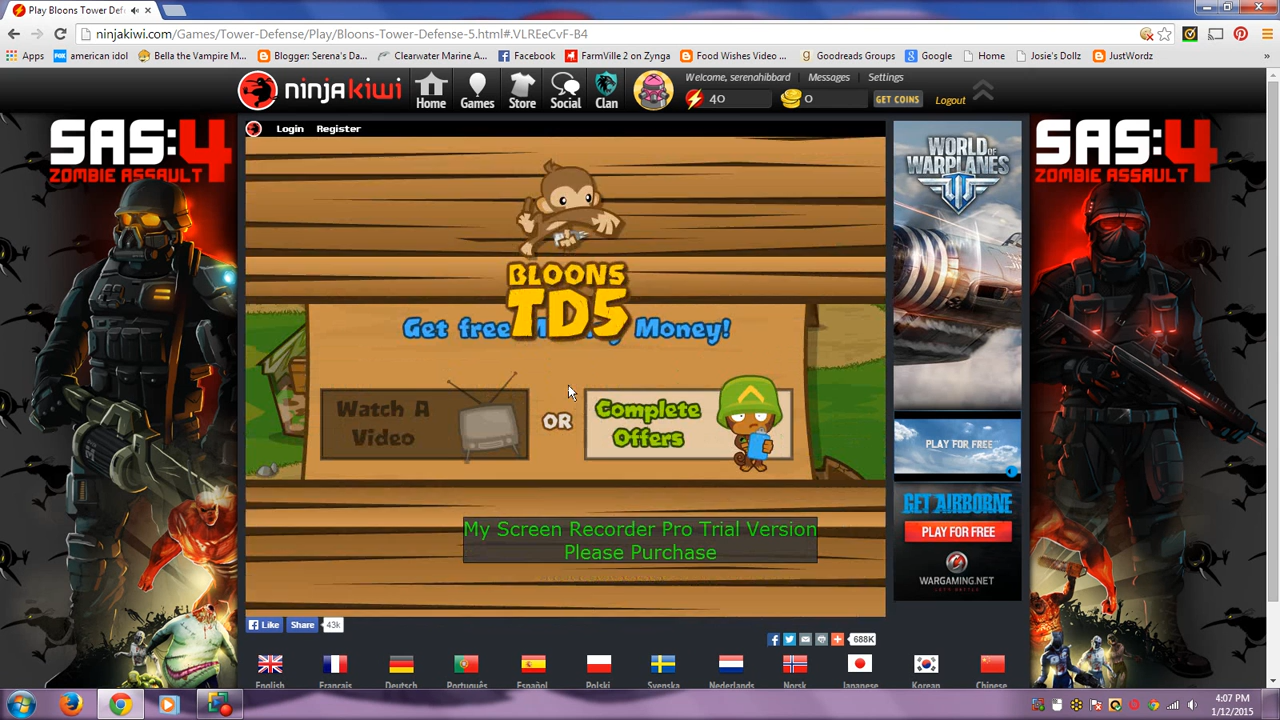 Play Bloons Tower Def
ninjakiwi.com/Games/Tower-Defense/Play/Bloons-Tower-Defense-5.html#.VLREeCvF-B4
Apps
american idol
Bella the Vampire M...
Blogger: Serena's Da...
Clearwater Marine A...
Facebook
FarmVille 2 on Zynga
Food Wishes Video ...
Goodreads Groups
Google
Home
Josie's Dollz
JustWordz
»
ninjakiwi
Home
Games
Store
Social
Clan
Welcome, serenahibbard
Messages
Settings
40
0
GET COINS
Logout
SAS:4
ZOMBIE ASSAULT
Login
Register
BLOONS
TD5
Get free Money!
Watch A
Video
OR
Complete
Offers
My Screen Recorder Pro Trial Version
Please Purchase
WORLD OF
WARPLANES
PLAY FOR FREE
GET AIRBORNE
PLAY FOR FREE
WARGAMING.NET
LET'S BATTLE
SAS:4
ZOMBIE ASSAULT
Like
Share
43k
688K
English
Français
Deutsch
Português
Español
Polski
Svenska
Nederlands
Norsk
Japanese
Korean
Chinese
4:07 PM
1/12/2015